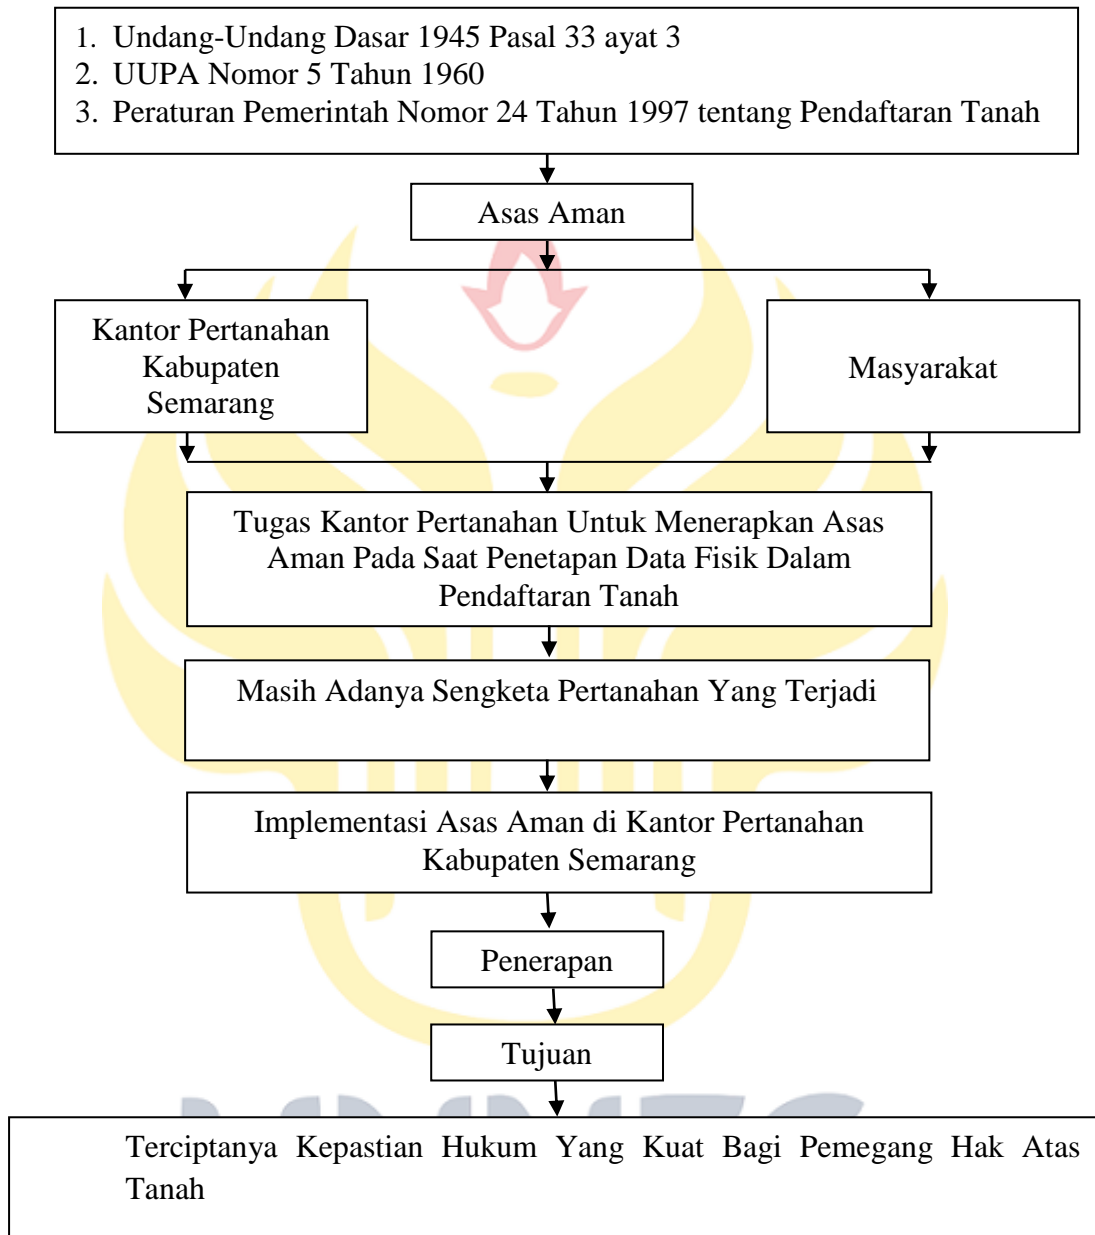 1. Undang-Undang Dasar 1945 Pasal 33 ayat 3
2. UUPA Nomor 5 Tahun 1960
3. Peraturan Pemerintah Nomor 24 Tahun 1997 tentang Pendaftaran Tanah
Asas Aman
Kantor Pertanahan
Kabupaten
Semarang
Masyarakat
Tugas Kantor Pertanahan Untuk Menerapkan Asas
Aman Pada Saat Penetapan Data Fisik Dalam
Pendaftaran Tanah
Masih Adanya Sengketa Pertanahan Yang Terjadi
Implementasi Asas Aman di Kantor Pertanahan
Kabupaten Semarang
Penerapan
Tujuan
Terciptanya Kepastian Hukum Yang Kuat Bagi Pemegang Hak Atas
Tanah